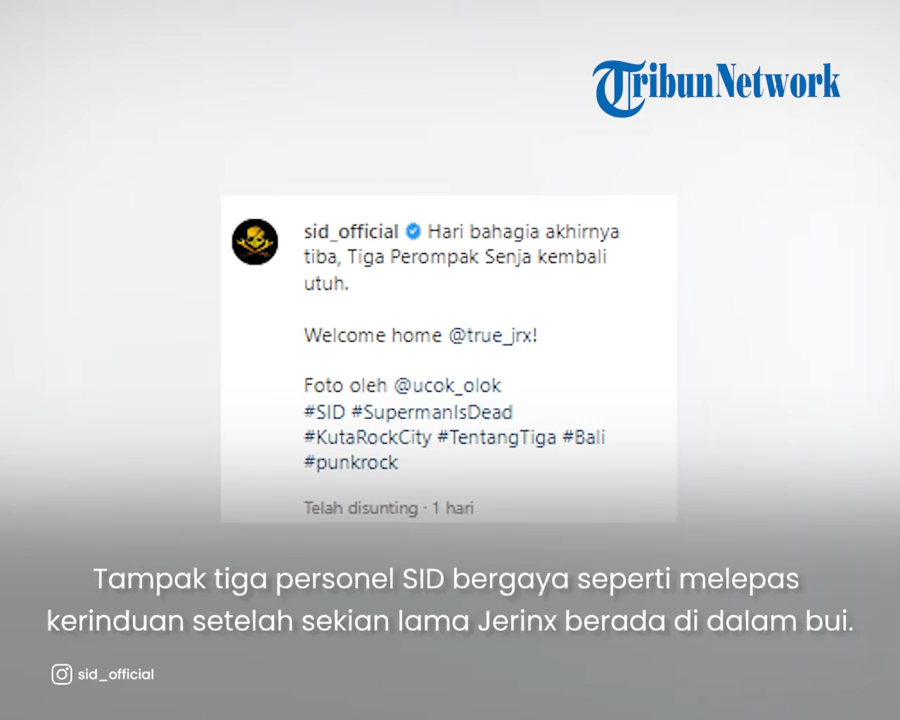 TribunNetwork
sid_official Hari bahagia akhirnya
tiba, Tiga Perompak Senja kembali
utuh.
Welcome home @true_jrx!
Foto oleh @ucok_olok
#SID #SupermanIsDead
#KutaRockCity #TentangTiga #Bali
#punkrock
Telah disunting · 1 hari
Tampak tiga personel SID bergaya seperti melepas
kerinduan setelah sekian lama Jerinx berada di dalam bui.
sid_official